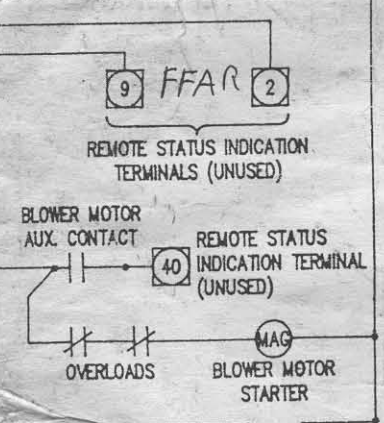 9 FFAR 2
REMOTE STATUS INDICATION
TERMINALS (UNUSED)
BLOWER MOTOR
AUX. CONTACT
40
REMOTE STATUS
INDICATION TERMINAL
(UNUSED)
OVERLOADS
MAG
BLOWER MOTOR
STARTER